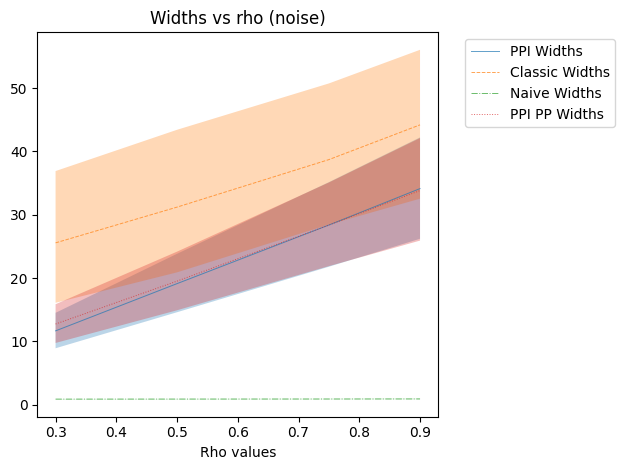 Widths vs rho (noise)
PPI Widths
Classic Widths
Naive Widths
PPI PP Widths
50
40
30
20
10
0
0.3 0.4 0.5 0.6 0.7 0.8 0.9
Rho values